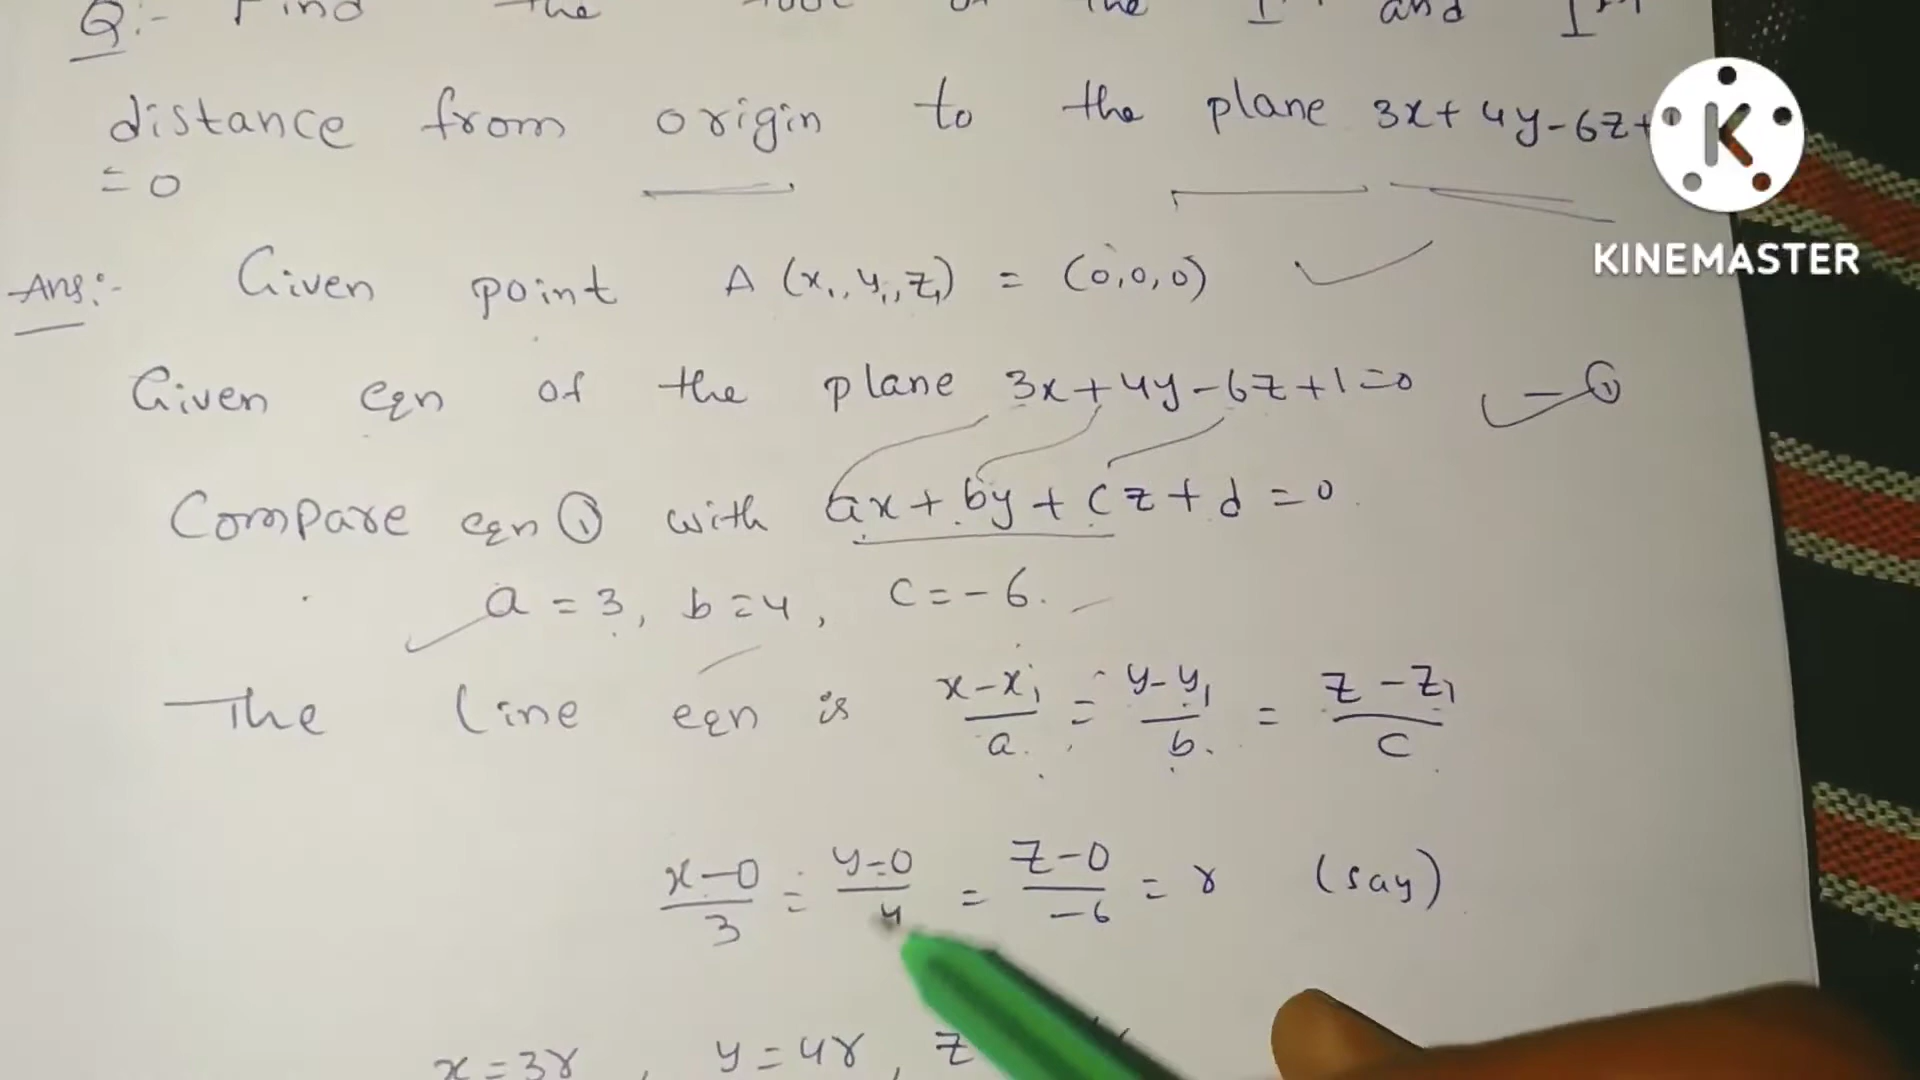 Q:- Find the of the and
distance from origin to the plane 3x + 4y - 6z +
= 0
KINEMASTER
Ans:- Given point A (x₁, y₁, z₁) = (0, 0, 0)
Given eqn of the plane 3x + 4y - 6z + 1 = 0 — ①
Compare eqn ① with ax + by + cz + d = 0
a = 3, b = 4, c = -6.
The line eqn is (x - x₁)/a = (y - y₁)/b = (z - z₁)/c
(x - 0)/3 = (y - 0)/4 = (z - 0)/-6 = r (say)
x = 3r, y = 4r, z